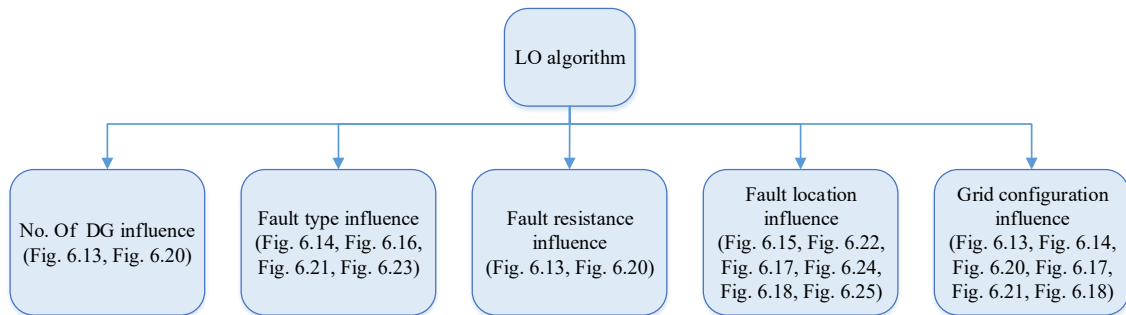 LO algorithm
No. Of DG influence
(Fig. 6.13, Fig. 6.20)
Fault type influence
(Fig. 6.14, Fig. 6.16,
Fig. 6.21, Fig. 6.23)
Fault resistance
influence
(Fig. 6.13, Fig. 6.20)
Fault location
influence
(Fig. 6.15, Fig. 6.22,
Fig. 6.17, Fig. 6.24,
Fig. 6.18, Fig. 6.25)
Grid configuration
influence
(Fig. 6.13, Fig. 6.14,
Fig. 6.20, Fig. 6.17,
Fig. 6.21, Fig. 6.18)